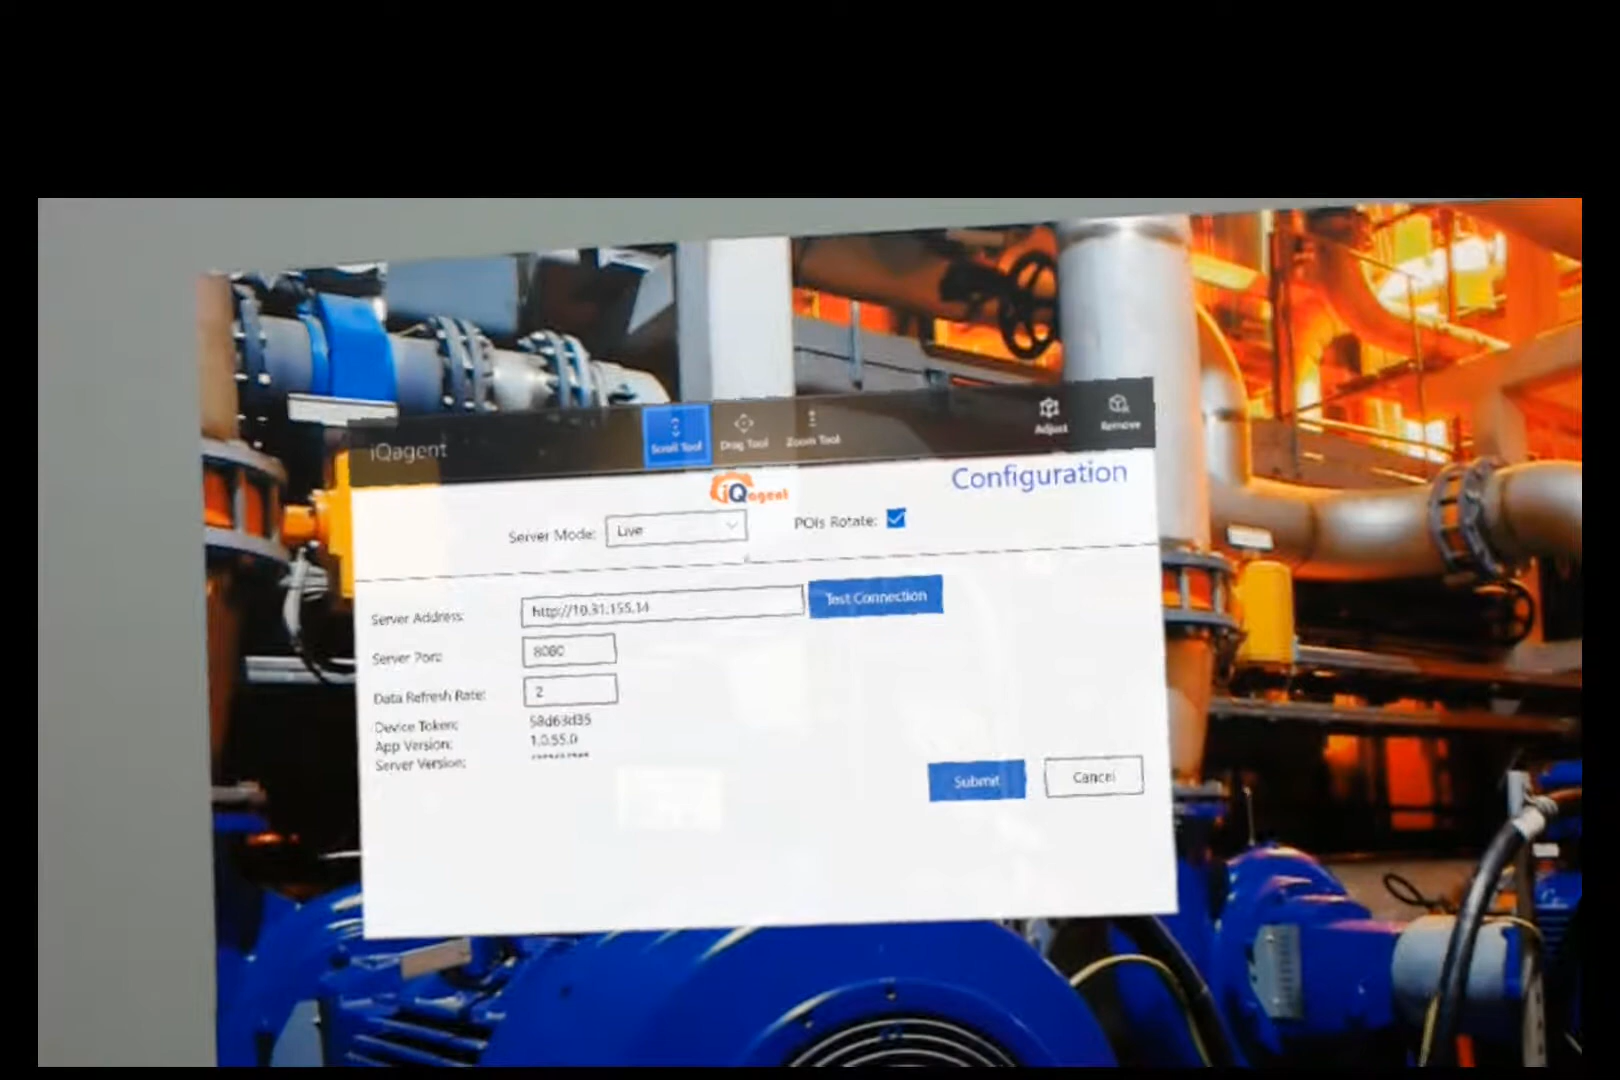 iQagent
Scroll Tool
Drag Tool
Zoom Tool
Adjust
Remove
iQagent
Configuration
Server Mode: Live
POIs Rotate:
Server Address: http://10.31.155.14
Test Connection
Server Port: 8080
Data Refresh Rate: 2
Device Token: 58d63d35
App Version: 1.0.55.0
Server Version:
Submit
Cancel